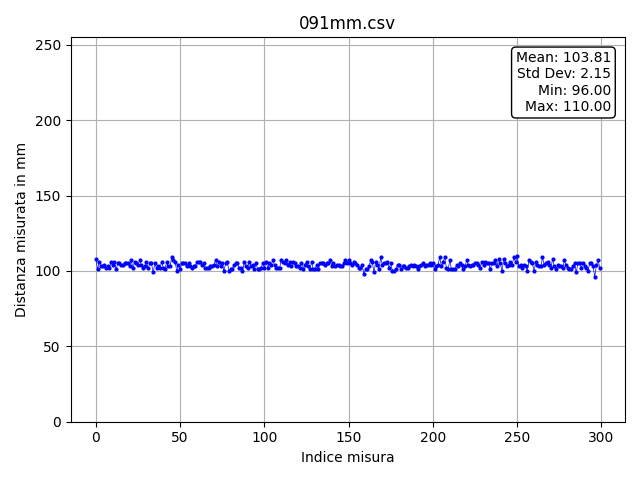 091mm.csv
Mean: 103.81
Std Dev: 2.15
Min: 96.00
Max: 110.00
Distanza misurata in mm
250
200
150
100
50
0
0 50 100 150 200 250 300
Indice misura